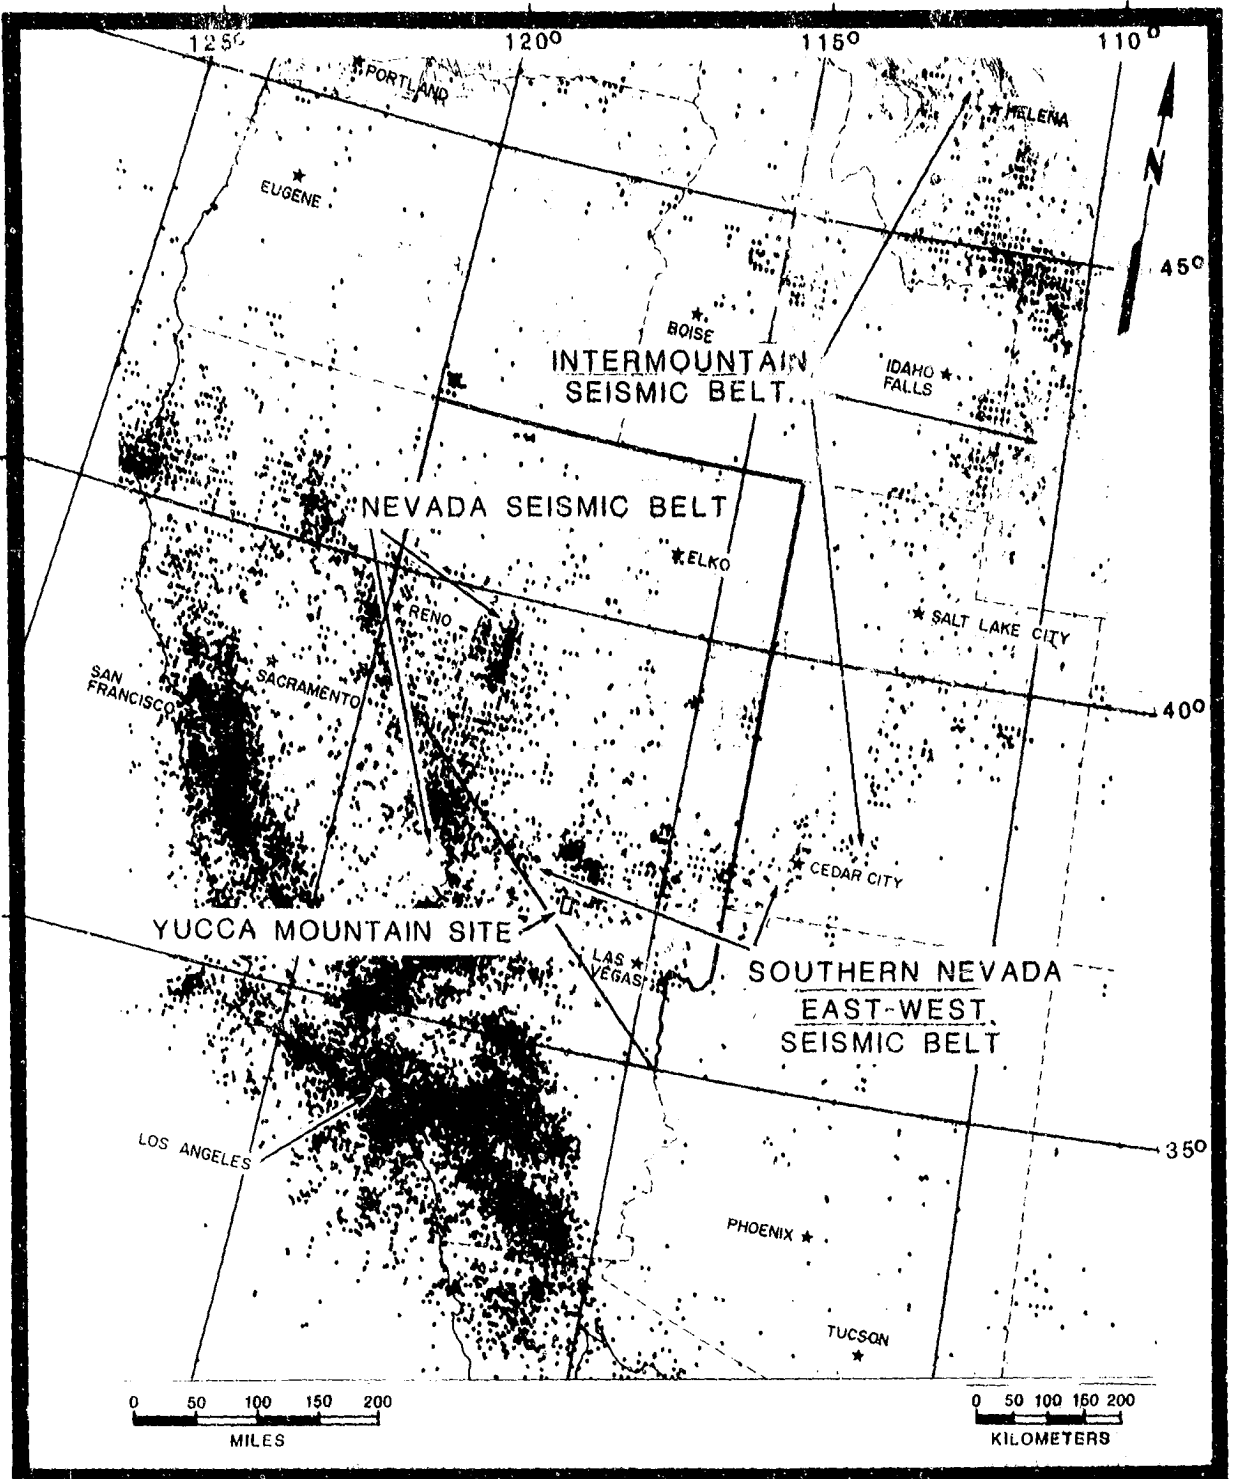 125°
120°
115°
110°
PORTLAND
HELENA
N
EUGENE
45°
BOISE
INTERMOUNTAIN
SEISMIC BELT
IDAHO
FALLS
NEVADA SEISMIC BELT
ELKO
RENO
SALT LAKE CITY
SAN
FRANCISCO
SACRAMENTO
40°
CEDAR CITY
YUCCA MOUNTAIN SITE
LAS
VEGAS
SOUTHERN NEVADA
EAST-WEST
SEISMIC BELT
LOS ANGELES
35°
PHOENIX
TUCSON
0 50 100 150 200
MILES
0 50 100 150 200
KILOMETERS